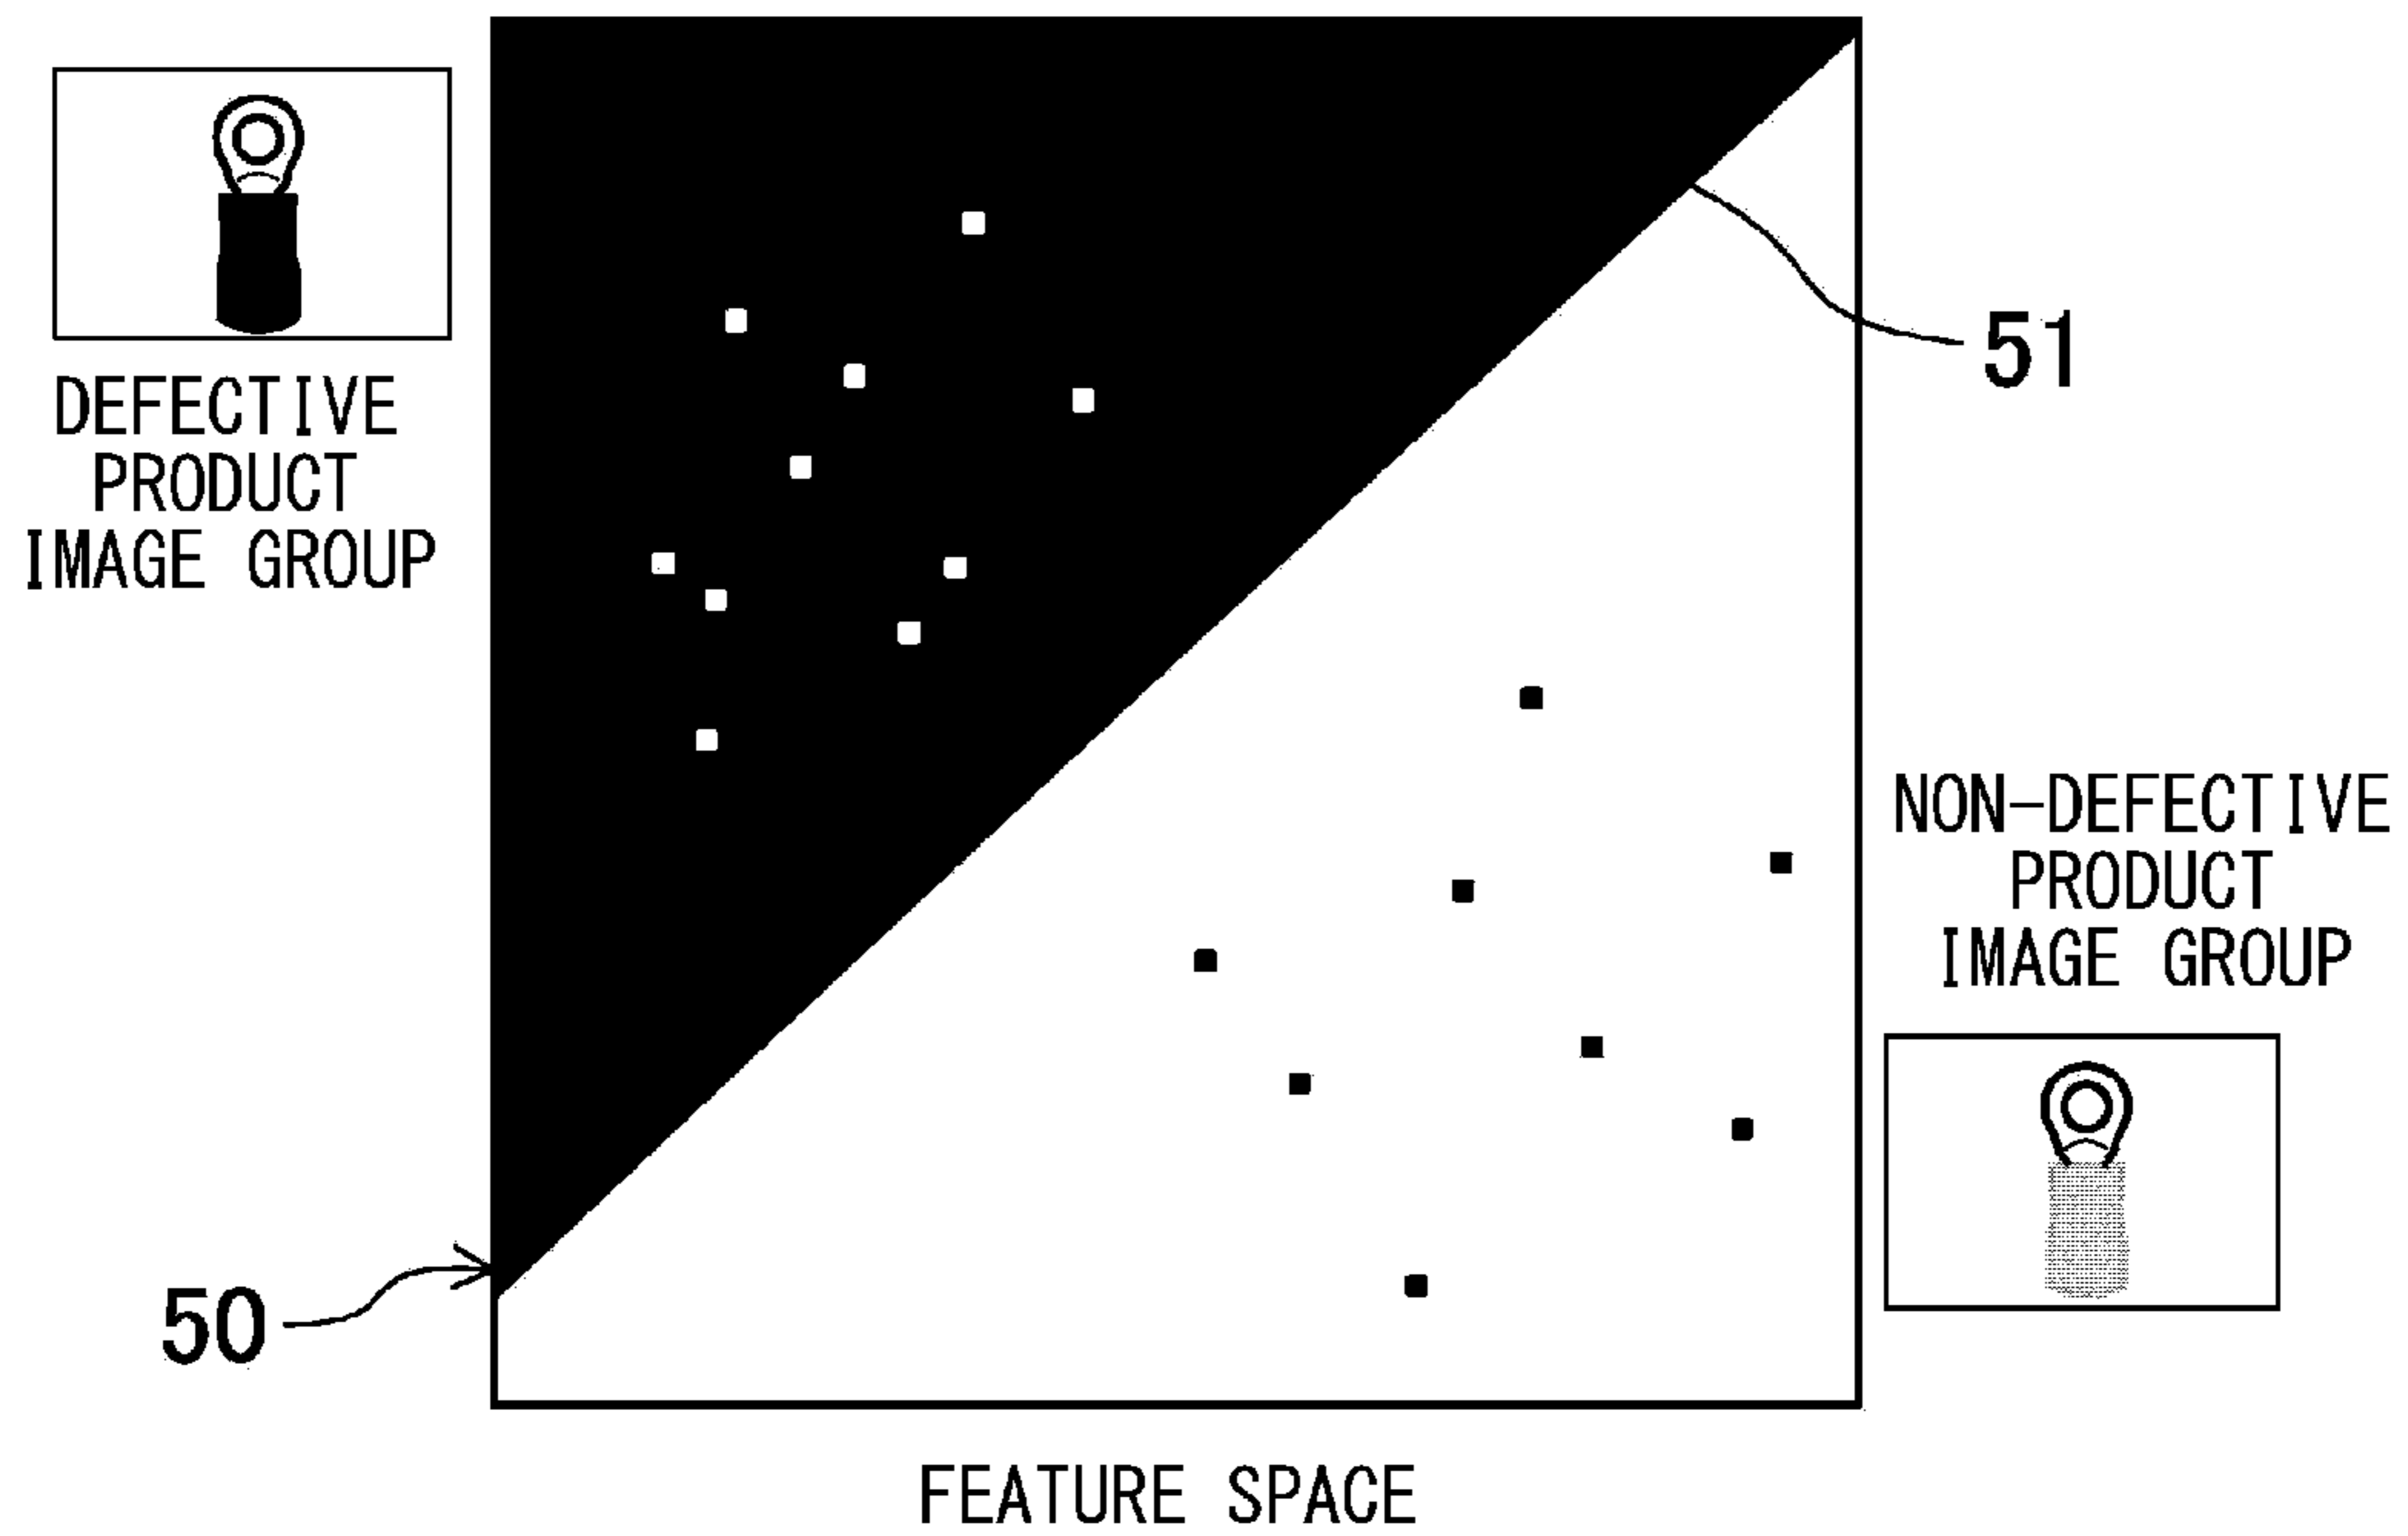 DEFECTIVE
PRODUCT
IMAGE GROUP
51
NON-DEFECTIVE
PRODUCT
IMAGE GROUP
50
FEATURE SPACE